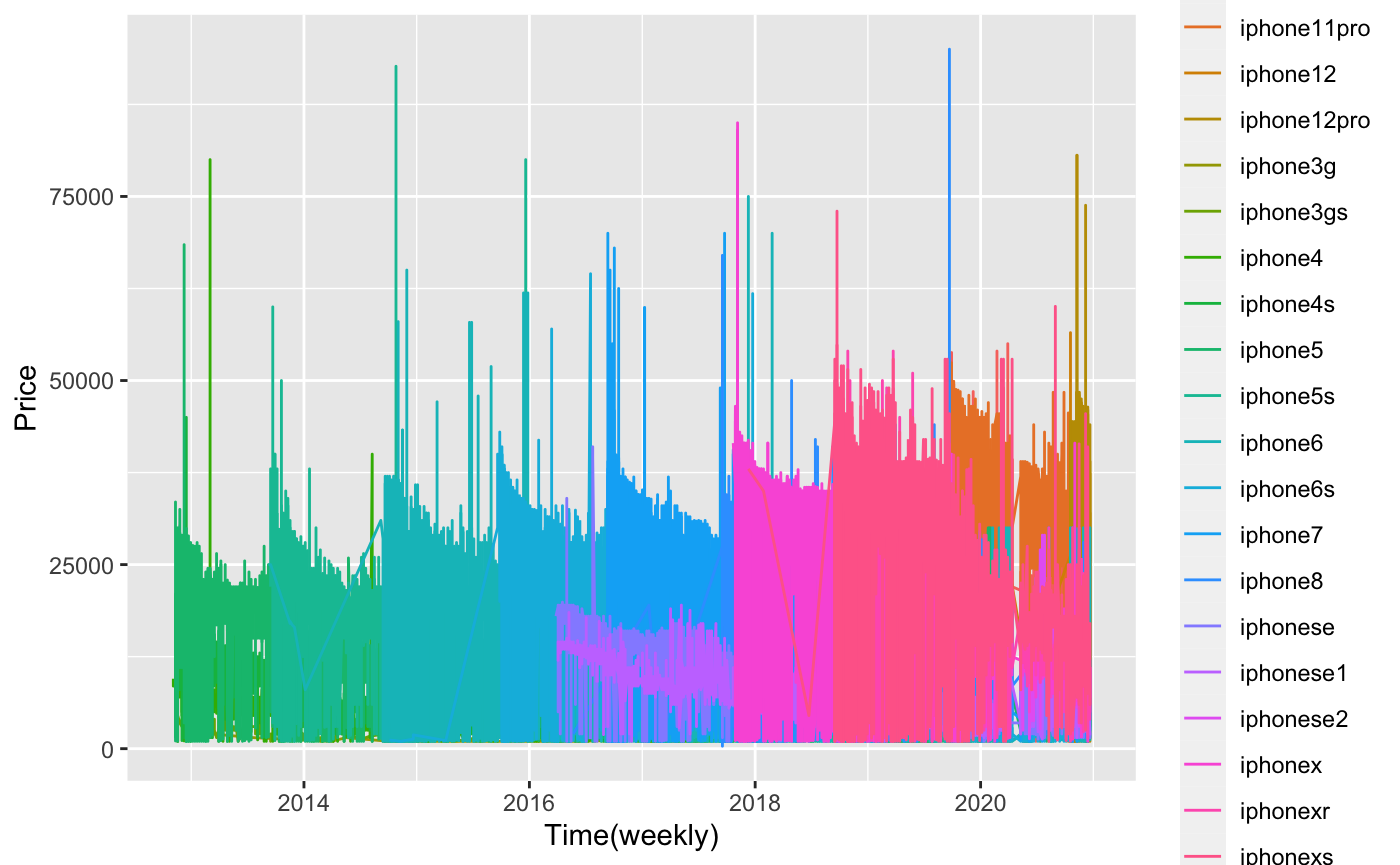 Price
75000
50000
25000
0
2014
2016
2018
2020
Time(weekly)
iphone11pro
iphone12
iphone12pro
iphone3g
iphone3gs
iphone4
iphone4s
iphone5
iphone5s
iphone6
iphone6s
iphone7
iphone8
iphonese
iphonese1
iphonese2
iphonex
iphonexr
iphonexs